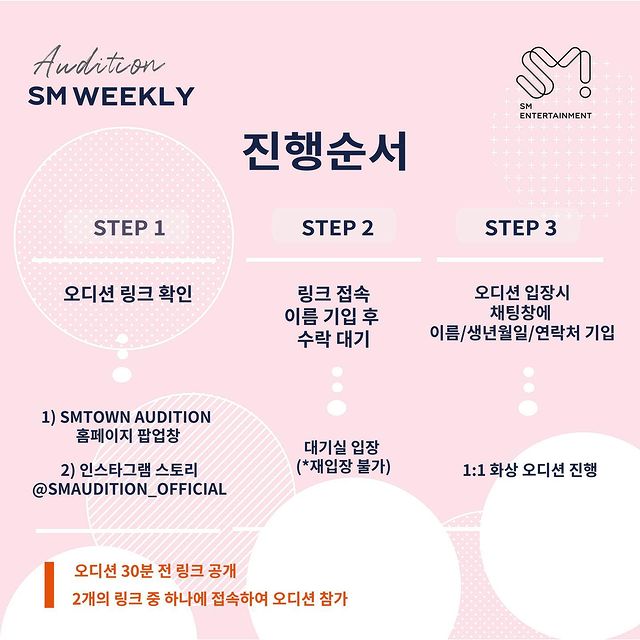 Audition
SM WEEKLY
SM
ENTERTAINMENT
진행순서
STEP 1
오디션 링크 확인
1) SMTOWN AUDITION
홈페이지 팝업창
2) 인스타그램 스토리
@SMAUDITION_OFFICIAL
STEP 2
링크 접속
이름 기입 후
수락 대기
대기실 입장
(*재입장 불가)
STEP 3
오디션 입장시
채팅창에
이름/생년월일/연락처 기입
1:1 화상 오디션 진행
오디션 30분 전 링크 공개
2개의 링크 중 하나에 접속하여 오디션 참가